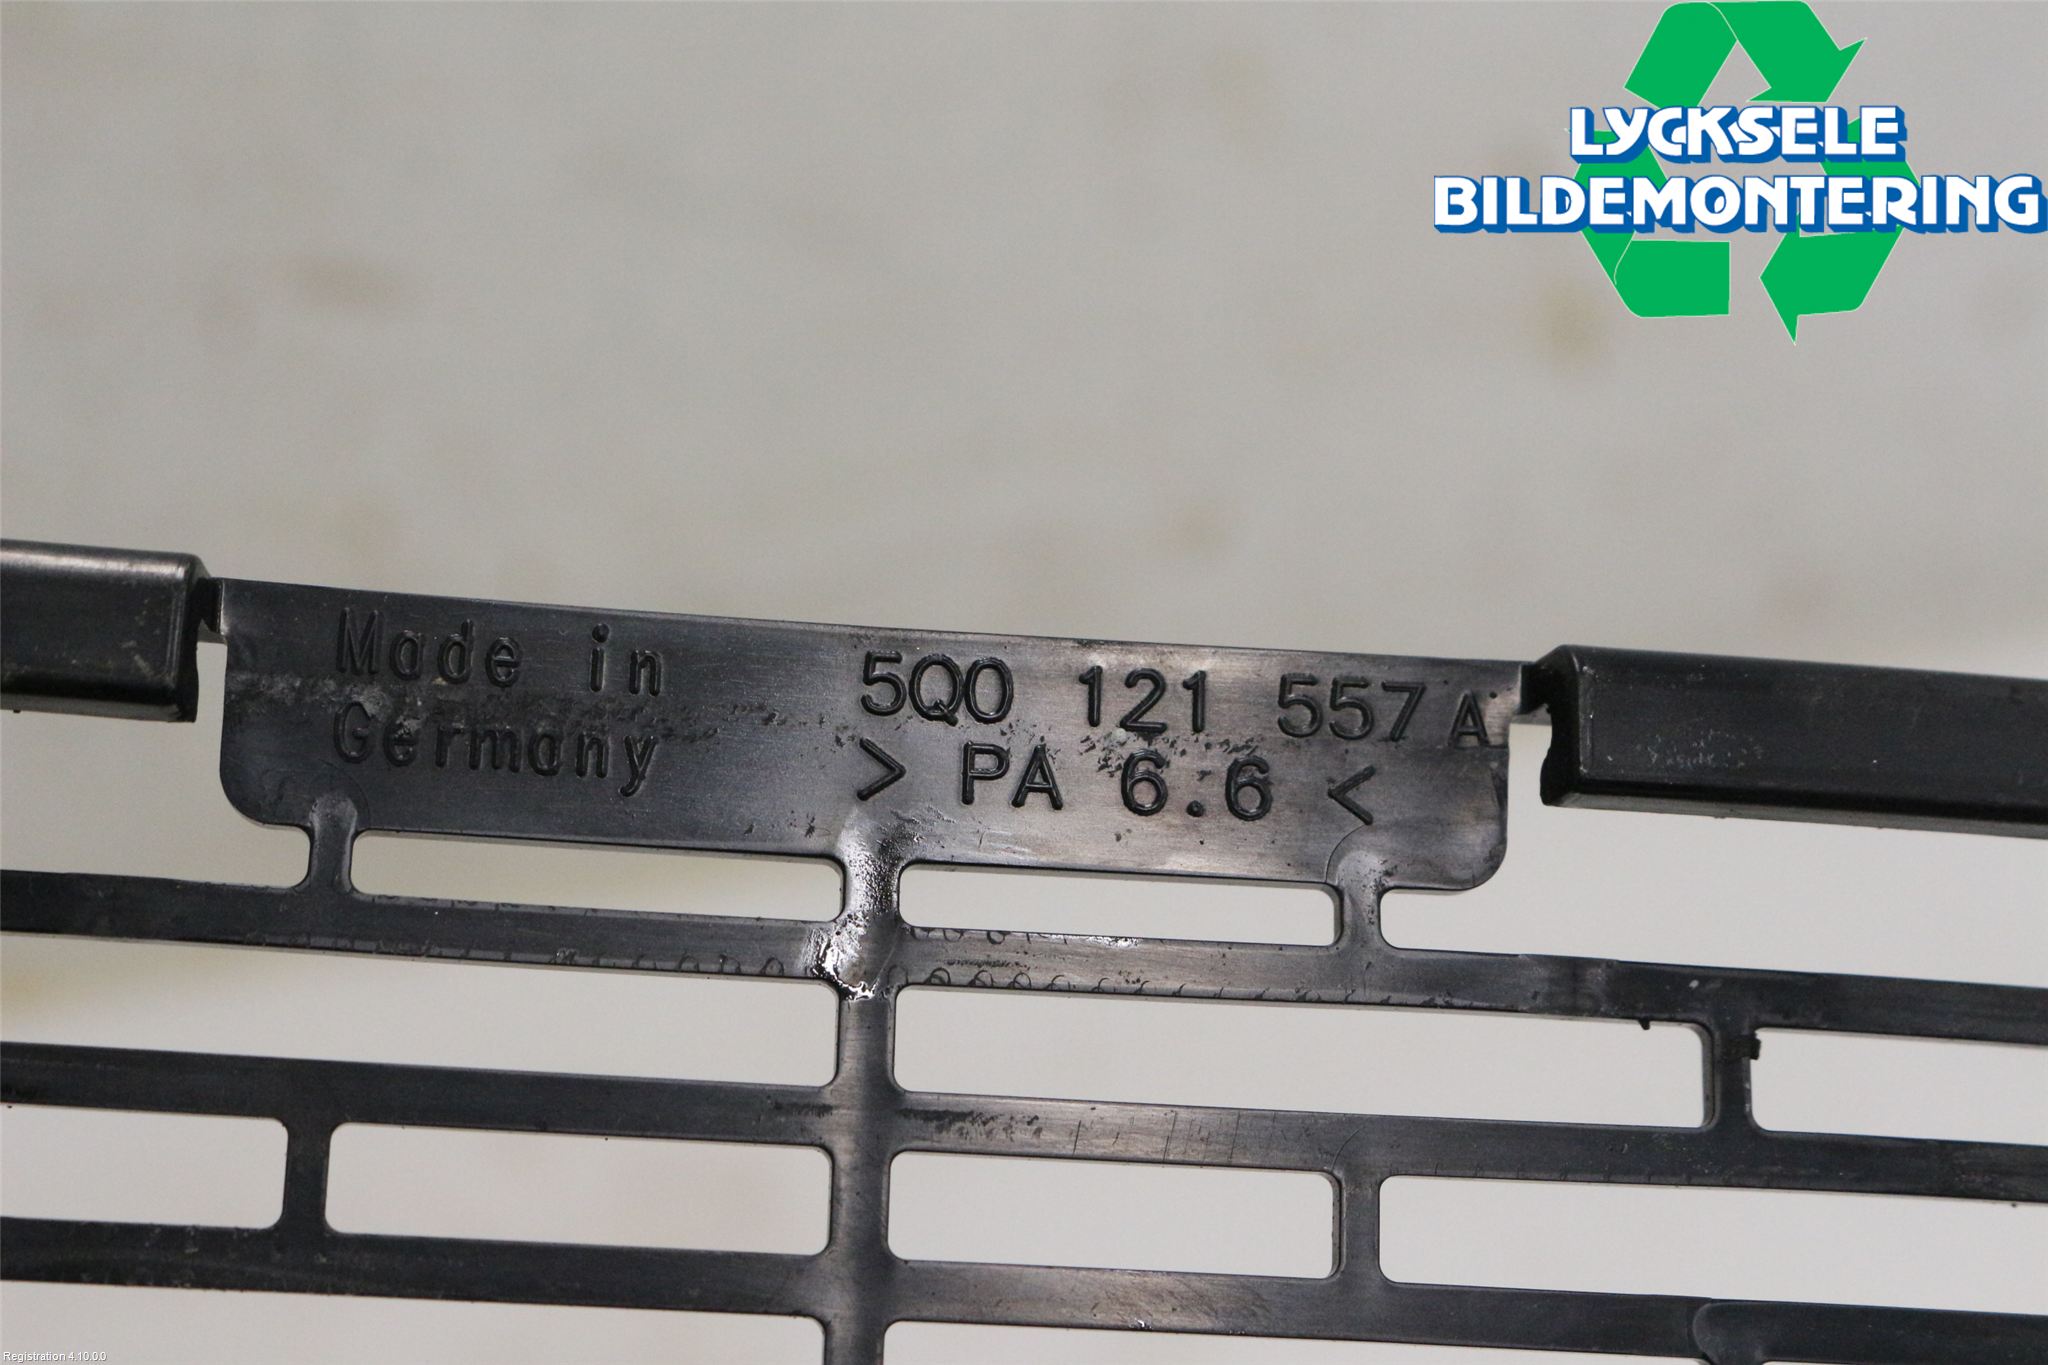 LYCKSELE
BILDEMONTERING
Made in
Germany
5Q0 121 557 A
> PA 6.6 <
Registration 4.10.0.0